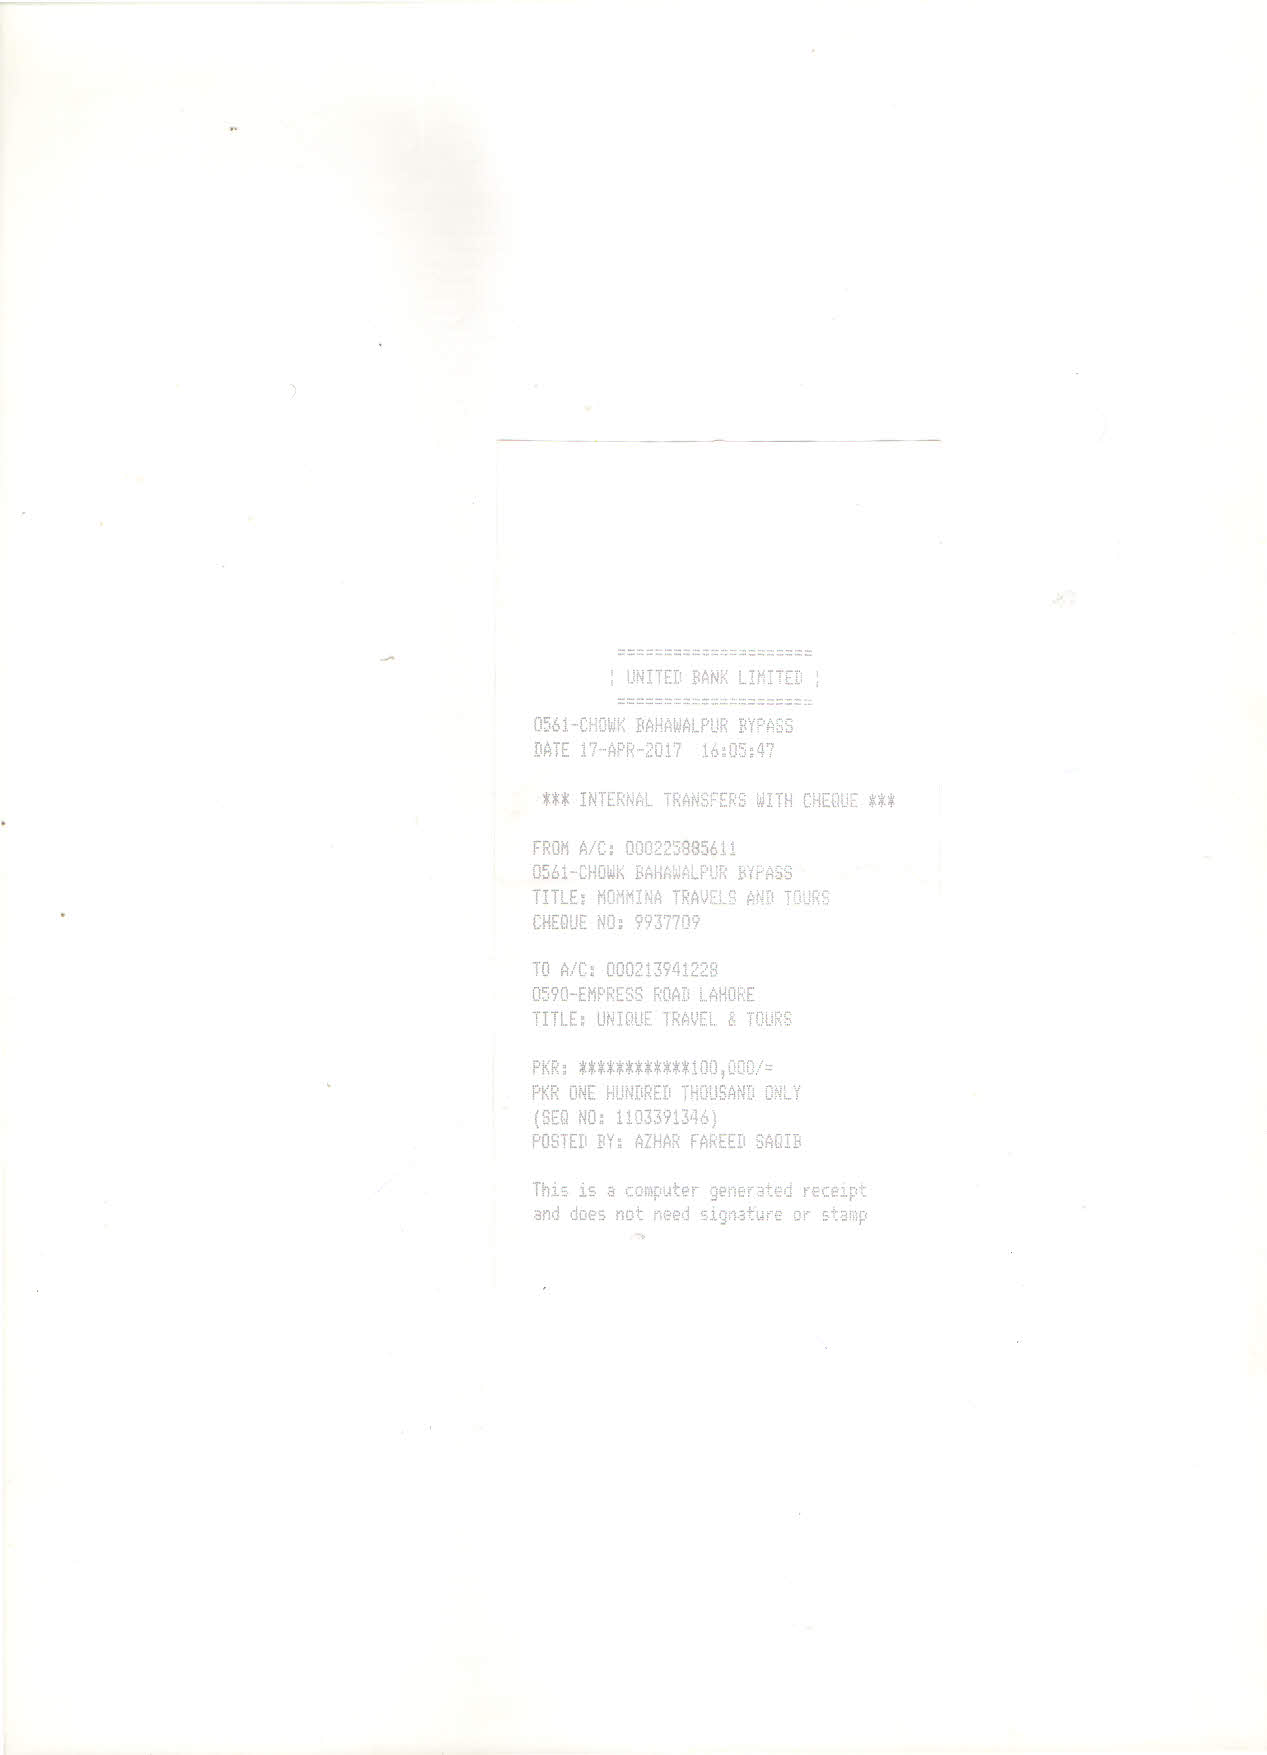 =====================
¦ UNITED BANK LIMITED ¦
=====================
0561-CHOWK BAHAWALPUR BYPASS
DATE 17-APR-2017 16:05:47
*** INTERNAL TRANSFERS WITH CHEQUE ***
FROM A/C: 000225885611
0561-CHOWK BAHAWALPUR BYPASS
TITLE: MOMMINA TRAVELS AND TOURS
CHEQUE NO: 9937709
TO A/C: 000213941228
0590-EMPRESS ROAD LAHORE
TITLE: UNIQUE TRAVEL & TOURS
PKR: ************100,000/=
PKR ONE HUNDRED THOUSAND ONLY
(SEQ NO: 1103391346)
POSTED BY: AZHAR FAREED SAQIB
This is a computer generated receipt
and does not need signature or stamp